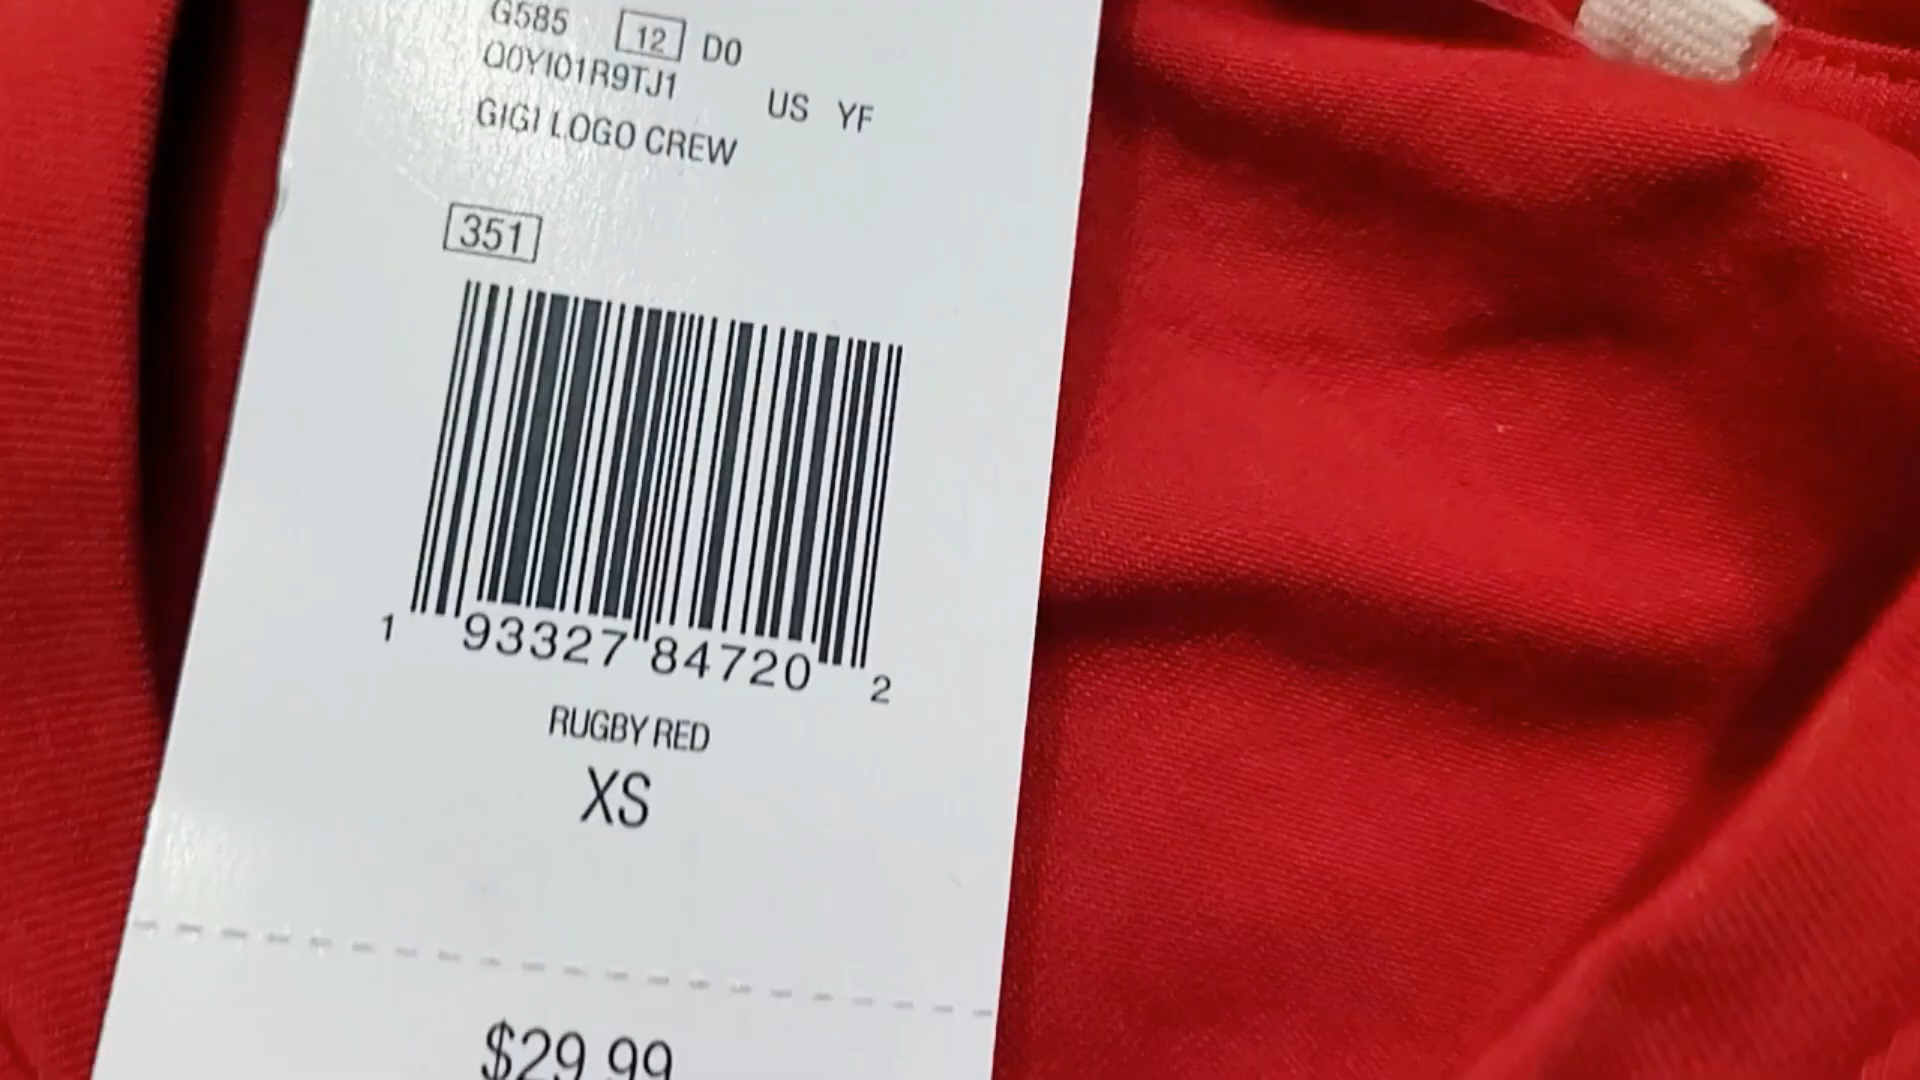 G585 12 D0
Q0YI01R9TJ1
US YF
GIGI LOGO CREW
351
1 93327 84720 2
RUGBY RED
XS
$29.99